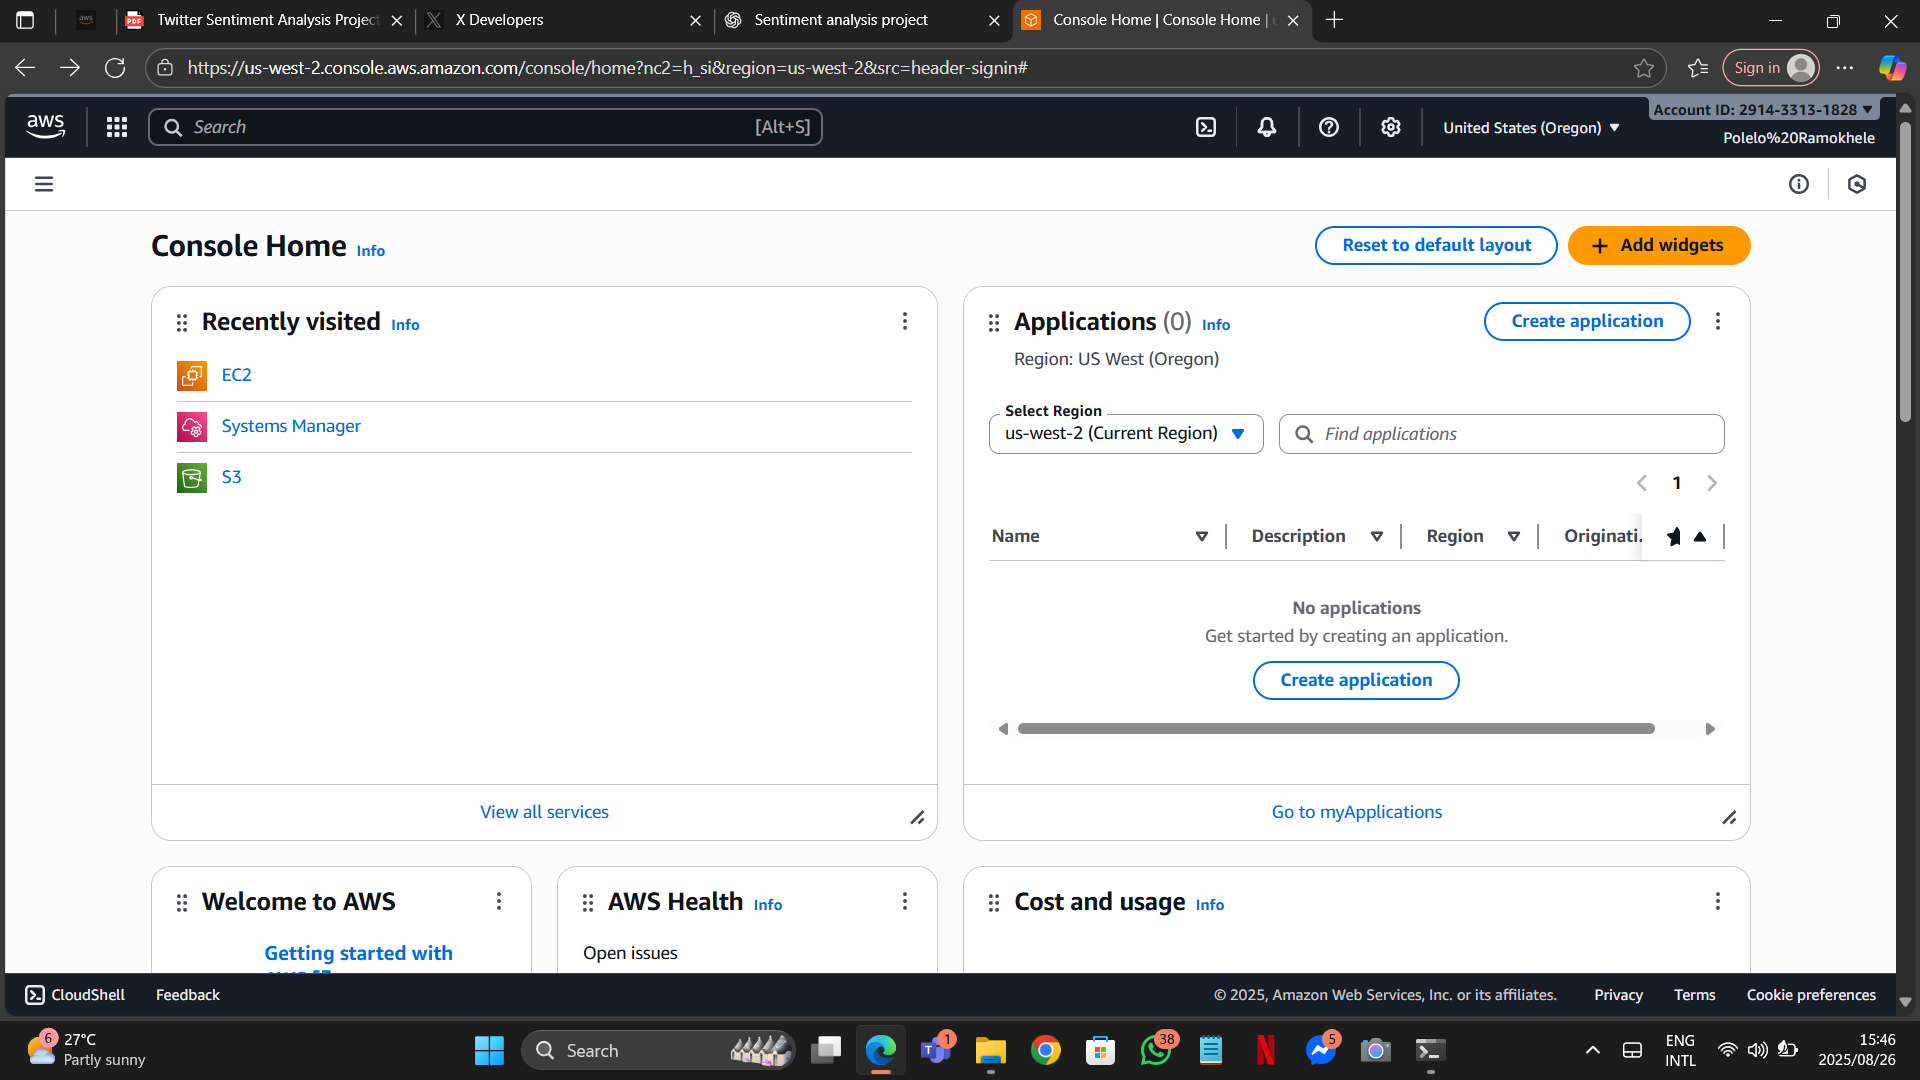 Twitter Sentiment Analysis Project
X Developers
Sentiment analysis project
Console Home | Console Home |
https://us-west-2.console.aws.amazon.com/console/home?nc2=h_si&region=us-west-2&src=header-signin#
Sign in
aws
Search
[Alt+S]
United States (Oregon)
Account ID: 2914-3313-1828
Polelo%20Ramokhele
Console Home Info
Reset to default layout
Add widgets
Recently visited Info
EC2
Systems Manager
S3
View all services
Applications (0) Info
Create application
Region: US West (Oregon)
Select Region
us-west-2 (Current Region)
Find applications
1
Name
Description
Region
Originati.
No applications
Get started by creating an application.
Create application
Go to myApplications
Welcome to AWS
Getting started with
AWS Health Info
Open issues
Cost and usage Info
CloudShell
Feedback
© 2025, Amazon Web Services, Inc. or its affiliates.
Privacy
Terms
Cookie preferences
6
27°C
Partly sunny
Search
1
38
5
ENG
INTL
15:46
2025/08/26